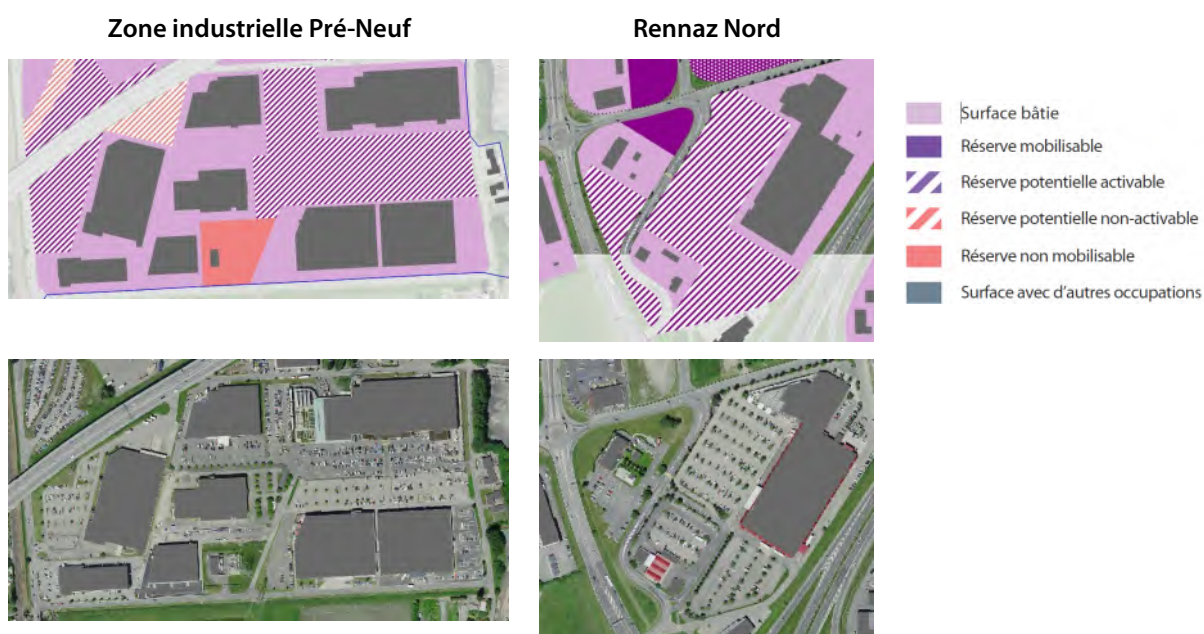 Zone industrielle Pré-Neuf
Rennaz Nord
Surface bâtie
Réserve mobilisable
Réserve potentielle activable
Réserve potentielle non-activable
Réserve non mobilisable
Surface avec d'autres occupations